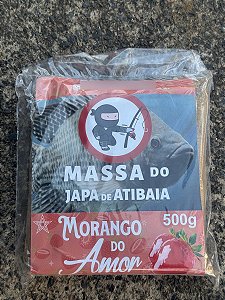 MASSA DO
JAPA DE ATIBAIA
MORANGO 500g
DO
Amor